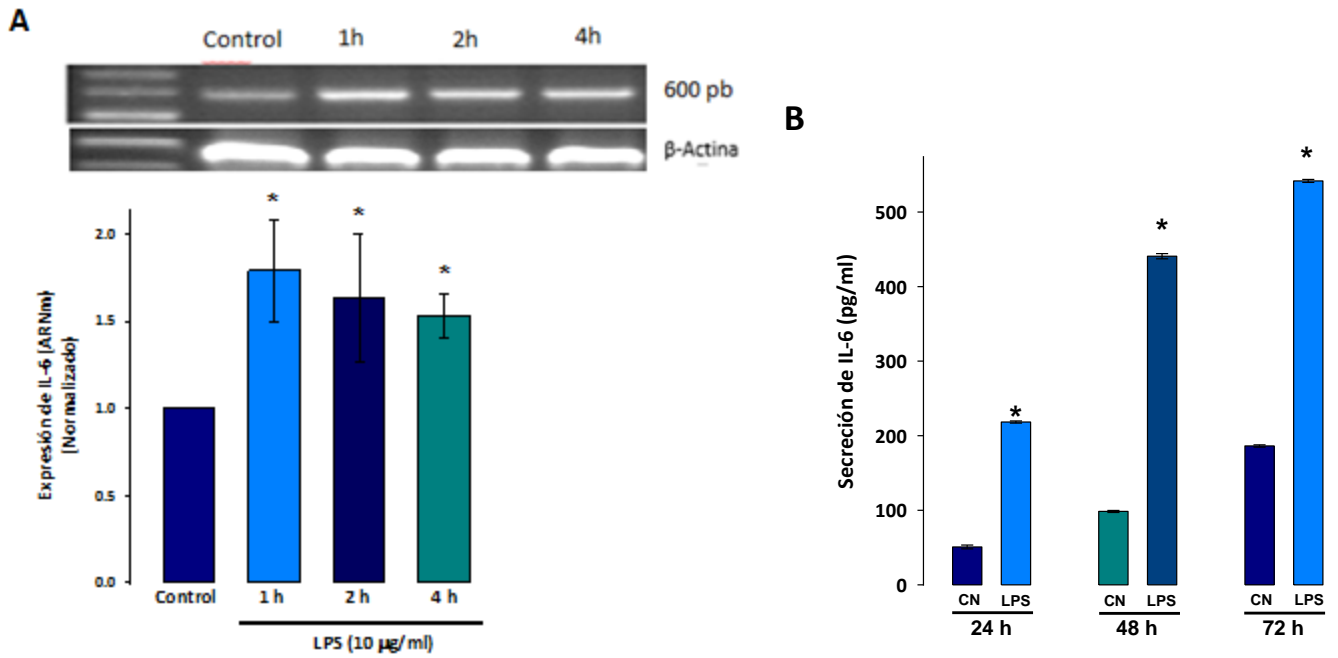 A
Control 1h 2h 4h
600 pb
β-Actina
* * *
Expresión de IL-6 (ARNm)
(Normalizado)
2.0
1.5
1.0
0.5
0.0
Control 1 h 2 h 4 h
LPS (10 µg/ml)
B
* * *
Secreción de IL-6 (pg/ml)
500
400
300
200
100
0
CN LPS CN LPS CN LPS
24 h 48 h 72 h